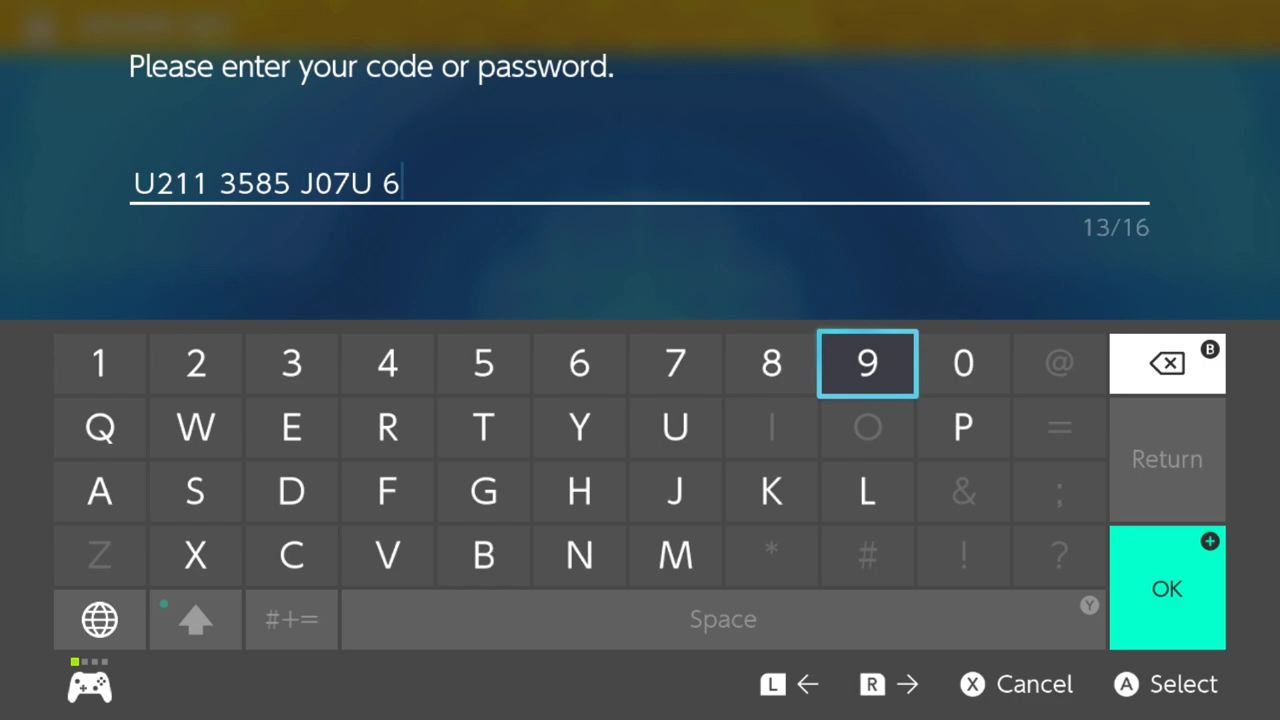 Please enter your code or password.
U211 3585 J07U 6
13/16
1 2 3 4 5 6 7 8 9 0 @ B
Q W E R T Y U I O P =
Return
A S D F G H J K L & ;
Z X C V B N M * # ! ? +
OK
#+= Space Y
L ← R → X Cancel A Select